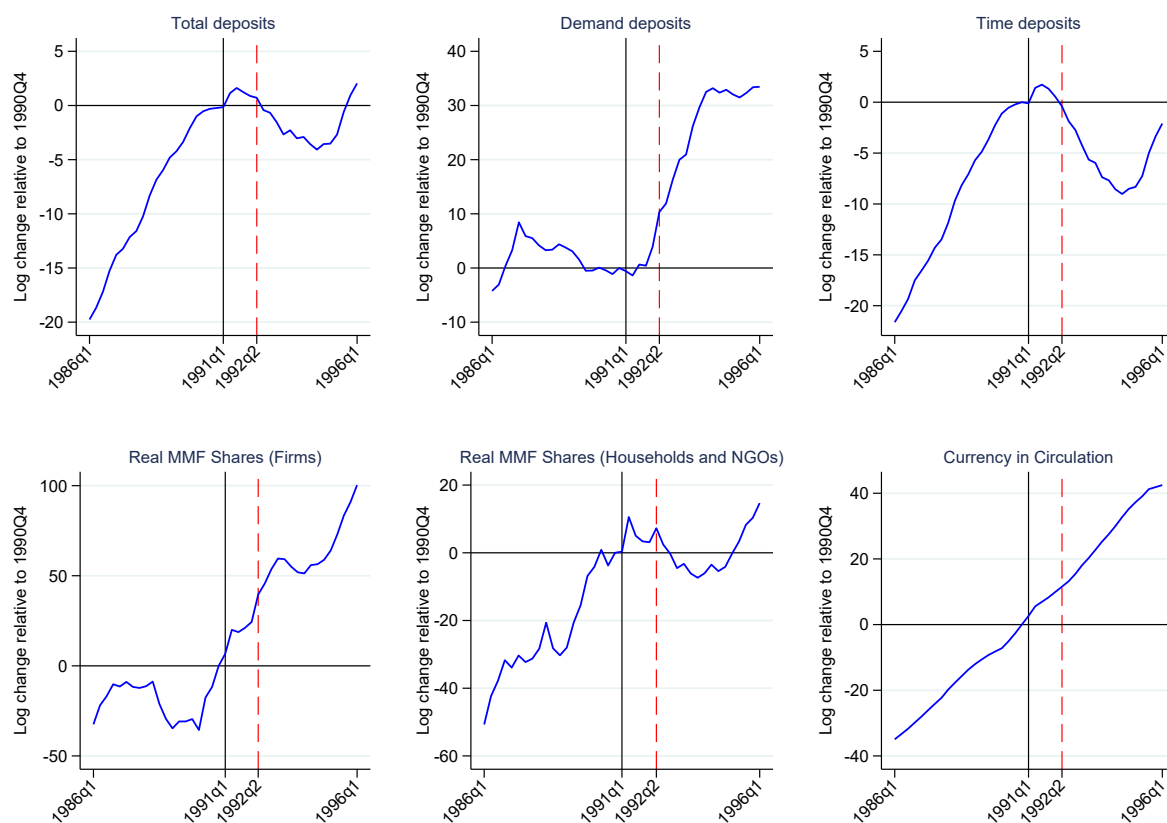 Total deposits
Log change relative to 1990Q4
5
0
-5
-10
-15
-20
1986q1
1991q1
1992q2
1996q1
Demand deposits
Log change relative to 1990Q4
40
30
20
10
0
-10
1986q1
1991q1
1992q2
1996q1
Time deposits
Log change relative to 1990Q4
5
0
-5
-10
-15
-20
1986q1
1991q1
1992q2
1996q1
Real MMF Shares (Firms)
Log change relative to 1990Q4
100
50
0
-50
1986q1
1991q1
1992q2
1996q1
Real MMF Shares (Households and NGOs)
Log change relative to 1990Q4
20
0
-20
-40
-60
1986q1
1991q1
1992q2
1996q1
Currency in Circulation
Log change relative to 1990Q4
40
20
0
-20
-40
1986q1
1991q1
1992q2
1996q1